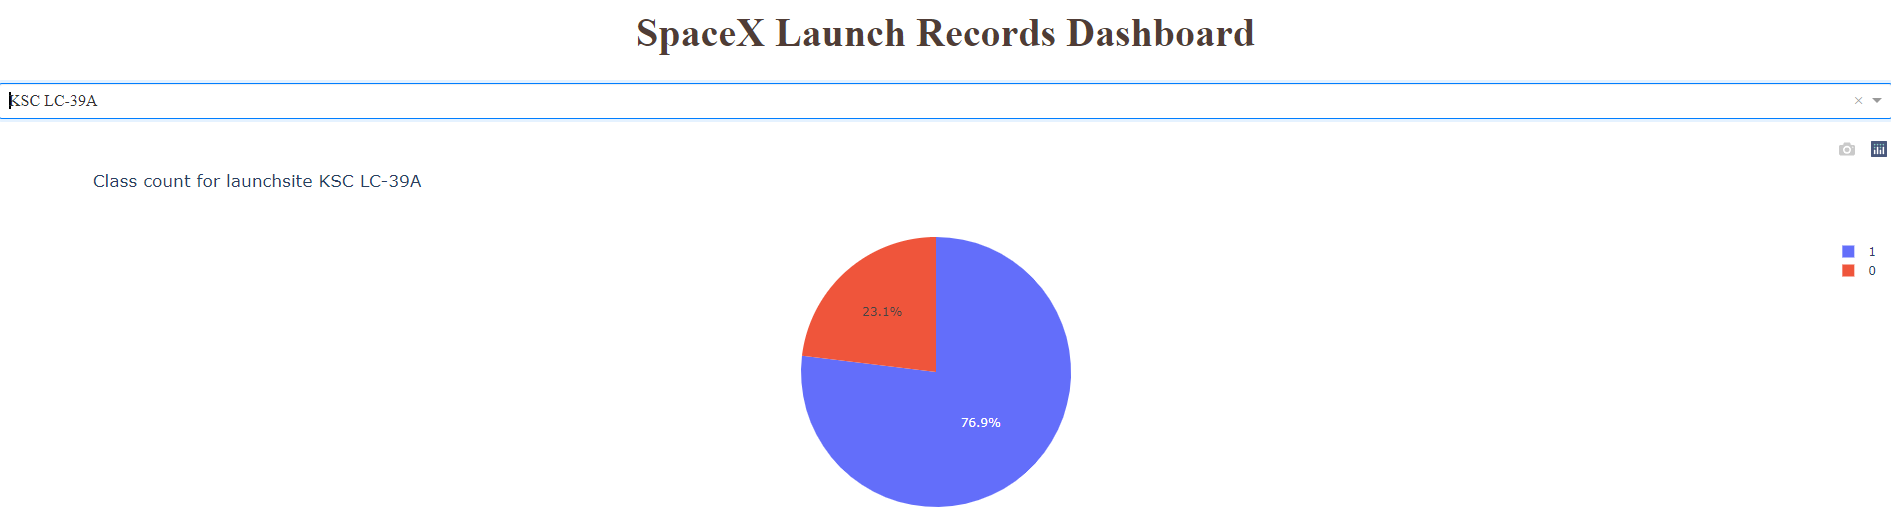 SpaceX Launch Records Dashboard
KSC LC-39A
Class count for launchsite KSC LC-39A
1
0
23.1%
76.9%